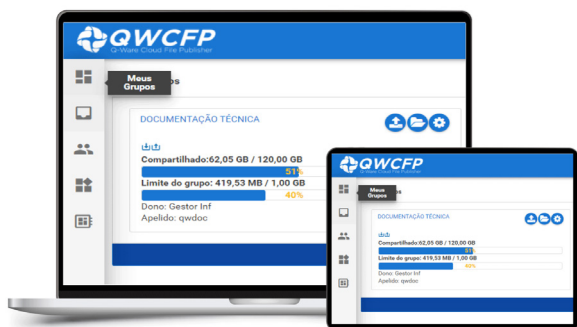 QWCFP
Q-Ware Cloud File Publisher
Meus
Grupos
os
DOCUMENTAÇÃO TÉCNICA
Compartilhado:62,05 GB / 120,00 GB
51%
Limite do grupo: 419,53 MB / 1,00 GB
40%
Dono: Gestor Inf
Apelido: qwdoc
QWCFP
Q-Ware Cloud File Publisher
Meus
Grupos
os
DOCUMENTAÇÃO TÉCNICA
Compartilhado:62,05 GB / 120,00 GB
51%
Limite do grupo: 419,53 MB / 1,00 GB
40%
Dono: Gestor Inf
Apelido: qwdoc